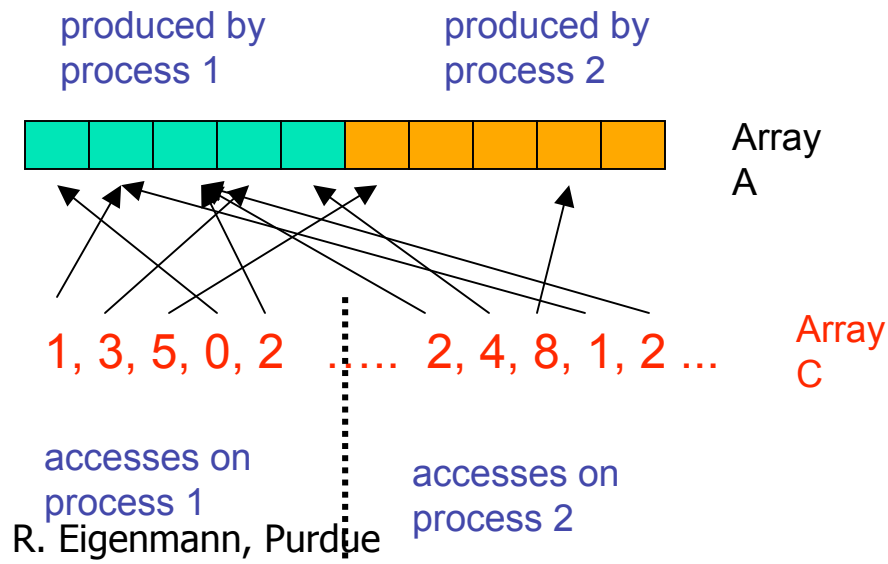 produced by
process 1
produced by
process 2
Array
A
1, 3, 5, 0, 2 ..... 2, 4, 8, 1, 2 ...
Array
C
accesses on
process 1
accesses on
process 2
R. Eigenmann, Purdue